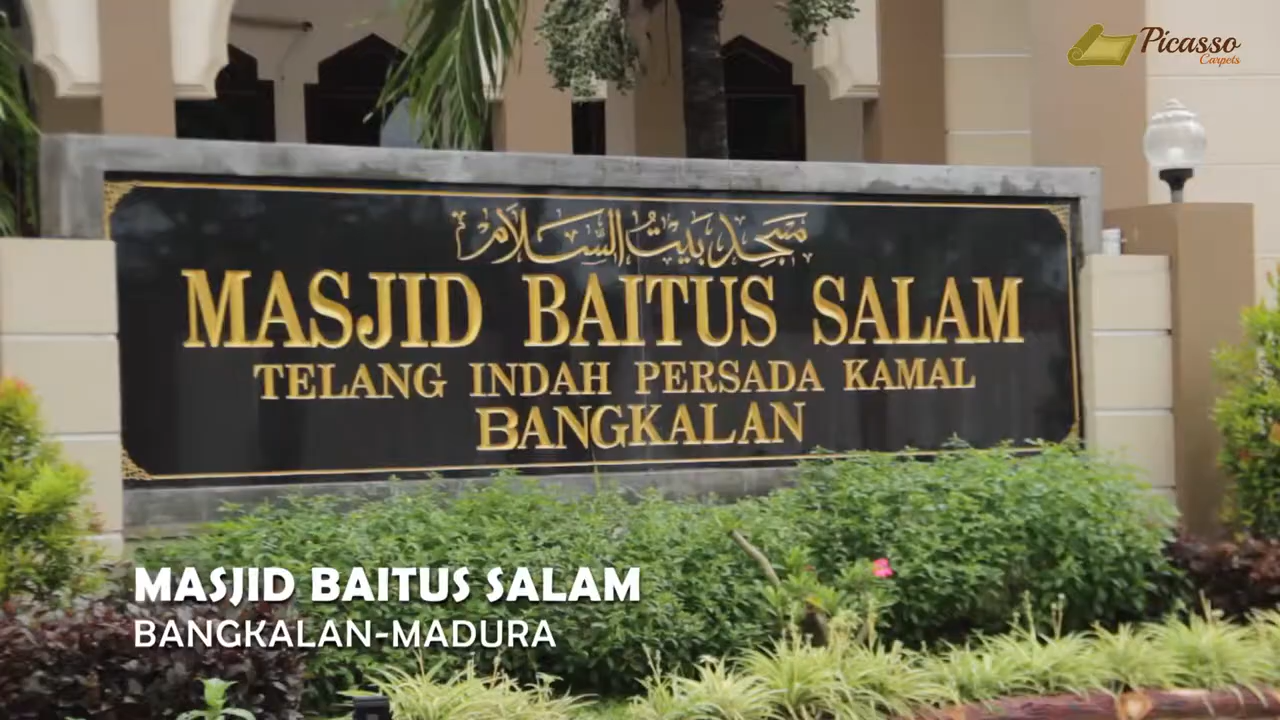 Picasso
Carpets
مسجد بيت السلام
MASJID BAITUS SALAM
TELANG INDAH PERSADA KAMAL
BANGKALAN
MASJID BAITUS SALAM
BANGKALAN-MADURA